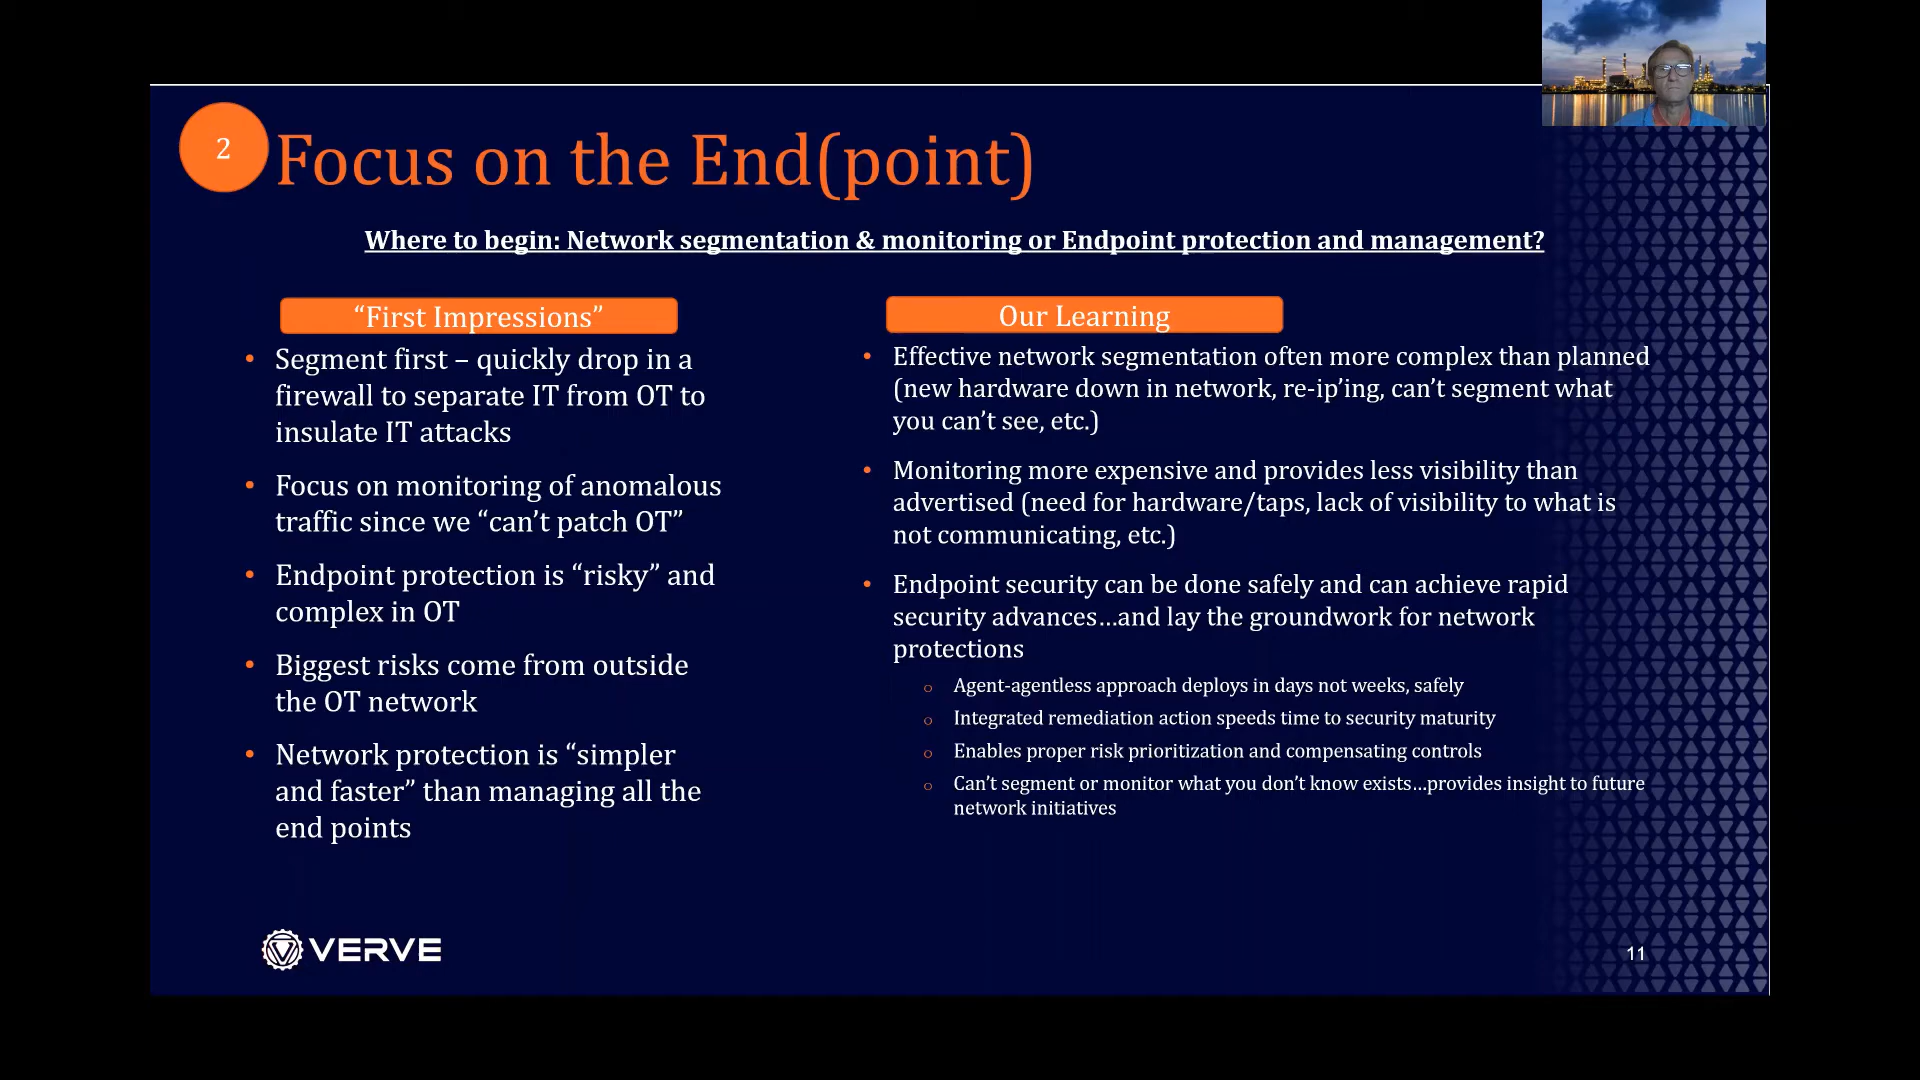 2
Focus on the End(point)
Where to begin: Network segmentation & monitoring or Endpoint protection and management?
“First Impressions”
• Segment first – quickly drop in a
firewall to separate IT from OT to
insulate IT attacks
• Focus on monitoring of anomalous
traffic since we “can’t patch OT”
• Endpoint protection is “risky” and
complex in OT
• Biggest risks come from outside
the OT network
• Network protection is “simpler
and faster” than managing all the
end points
Our Learning
• Effective network segmentation often more complex than planned
(new hardware down in network, re-ip’ing, can’t segment what
you can’t see, etc.)
• Monitoring more expensive and provides less visibility than
advertised (need for hardware/taps, lack of visibility to what is
not communicating, etc.)
• Endpoint security can be done safely and can achieve rapid
security advances…and lay the groundwork for network
protections
o Agent-agentless approach deploys in days not weeks, safely
o Integrated remediation action speeds time to security maturity
o Enables proper risk prioritization and compensating controls
o Can’t segment or monitor what you don’t know exists…provides insight to future
network initiatives
VERVE
11